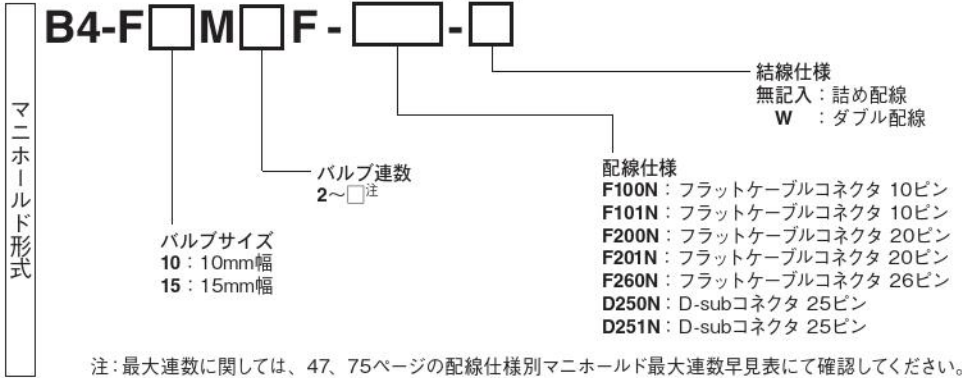 B4-F□M□F-□-□
マニホールド形式
結線仕様
無記入：詰め配線
W ：ダブル配線
バルブ連数
2～□注
配線仕様
F100N：フラットケーブルコネクタ 10ピン
F101N：フラットケーブルコネクタ 10ピン
F200N：フラットケーブルコネクタ 20ピン
F201N：フラットケーブルコネクタ 20ピン
F260N：フラットケーブルコネクタ 26ピン
D250N：D-subコネクタ 25ピン
D251N：D-subコネクタ 25ピン
バルブサイズ
10：10mm幅
15：15mm幅
注：最大連数に関しては、47、75ページの配線仕様別マニホールド最大連数早見表にて確認してください。